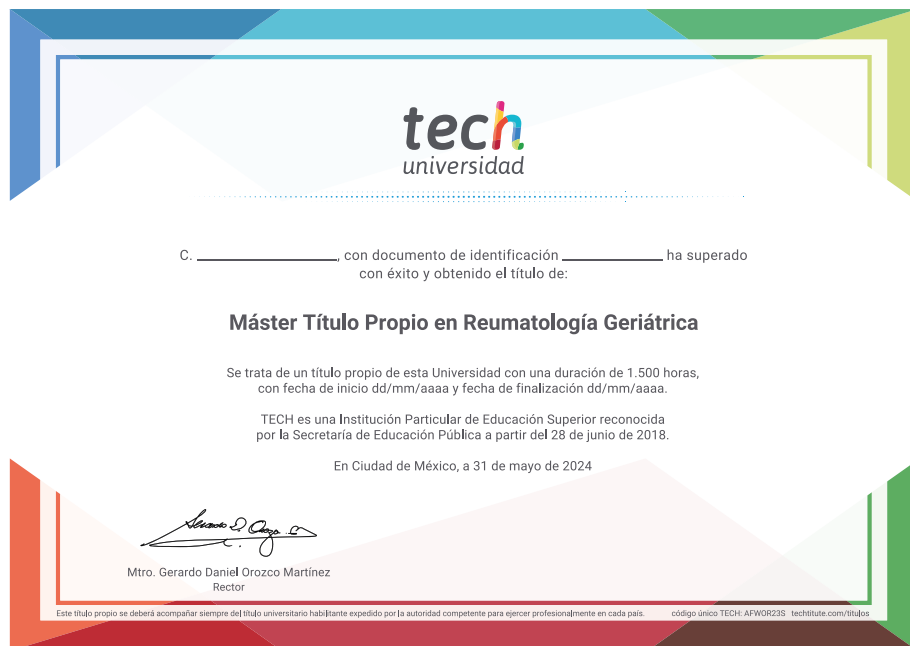 tech
universidad
C. ____________________, con documento de identificación ______________ ha superado
con éxito y obtenido el título de:
Máster Título Propio en Reumatología Geriátrica
Se trata de un título propio de esta Universidad con una duración de 1.500 horas,
con fecha de inicio dd/mm/aaaa y fecha de finalización dd/mm/aaaa.
TECH es una Institución Particular de Educación Superior reconocida
por la Secretaría de Educación Pública a partir del 28 de junio de 2018.
En Ciudad de México, a 31 de mayo de 2024
Mtro. Gerardo Daniel Orozco Martínez
Rector
Este título propio se deberá acompañar siempre del título universitario habilitante expedido por la autoridad competente para ejercer profesionalmente en cada país. código único TECH: AFWOR23S techtitute.com/titulos